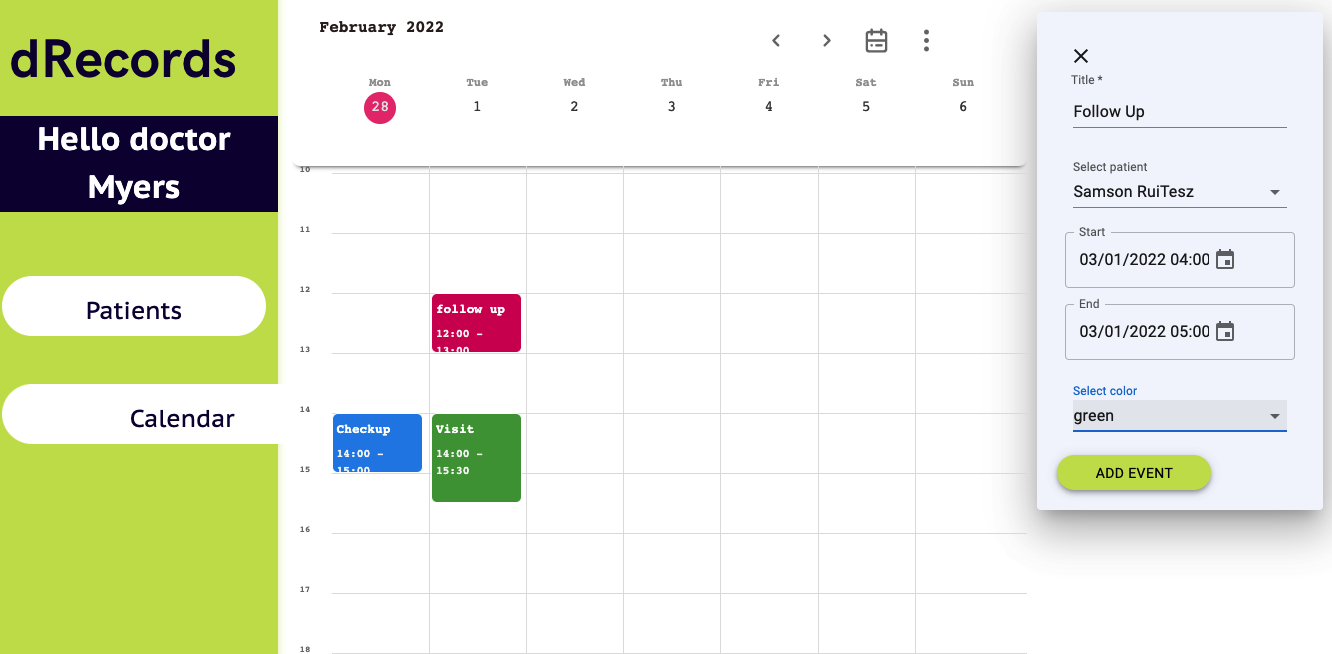 dRecords
Hello doctor
Myers
Patients
Calendar
February 2022
Mon Tue Wed Thu Fri Sat Sun
28 1 2 3 4 5 6
10
11
12
13
14
15
16
17
18
follow up
12:00 -
13:00
Checkup
14:00 -
15:00
Visit
14:00 -
15:30
Title *
Follow Up
Select patient
Samson RuiTesz
Start
03/01/2022 04:00
End
03/01/2022 05:00
Select color
green
ADD EVENT